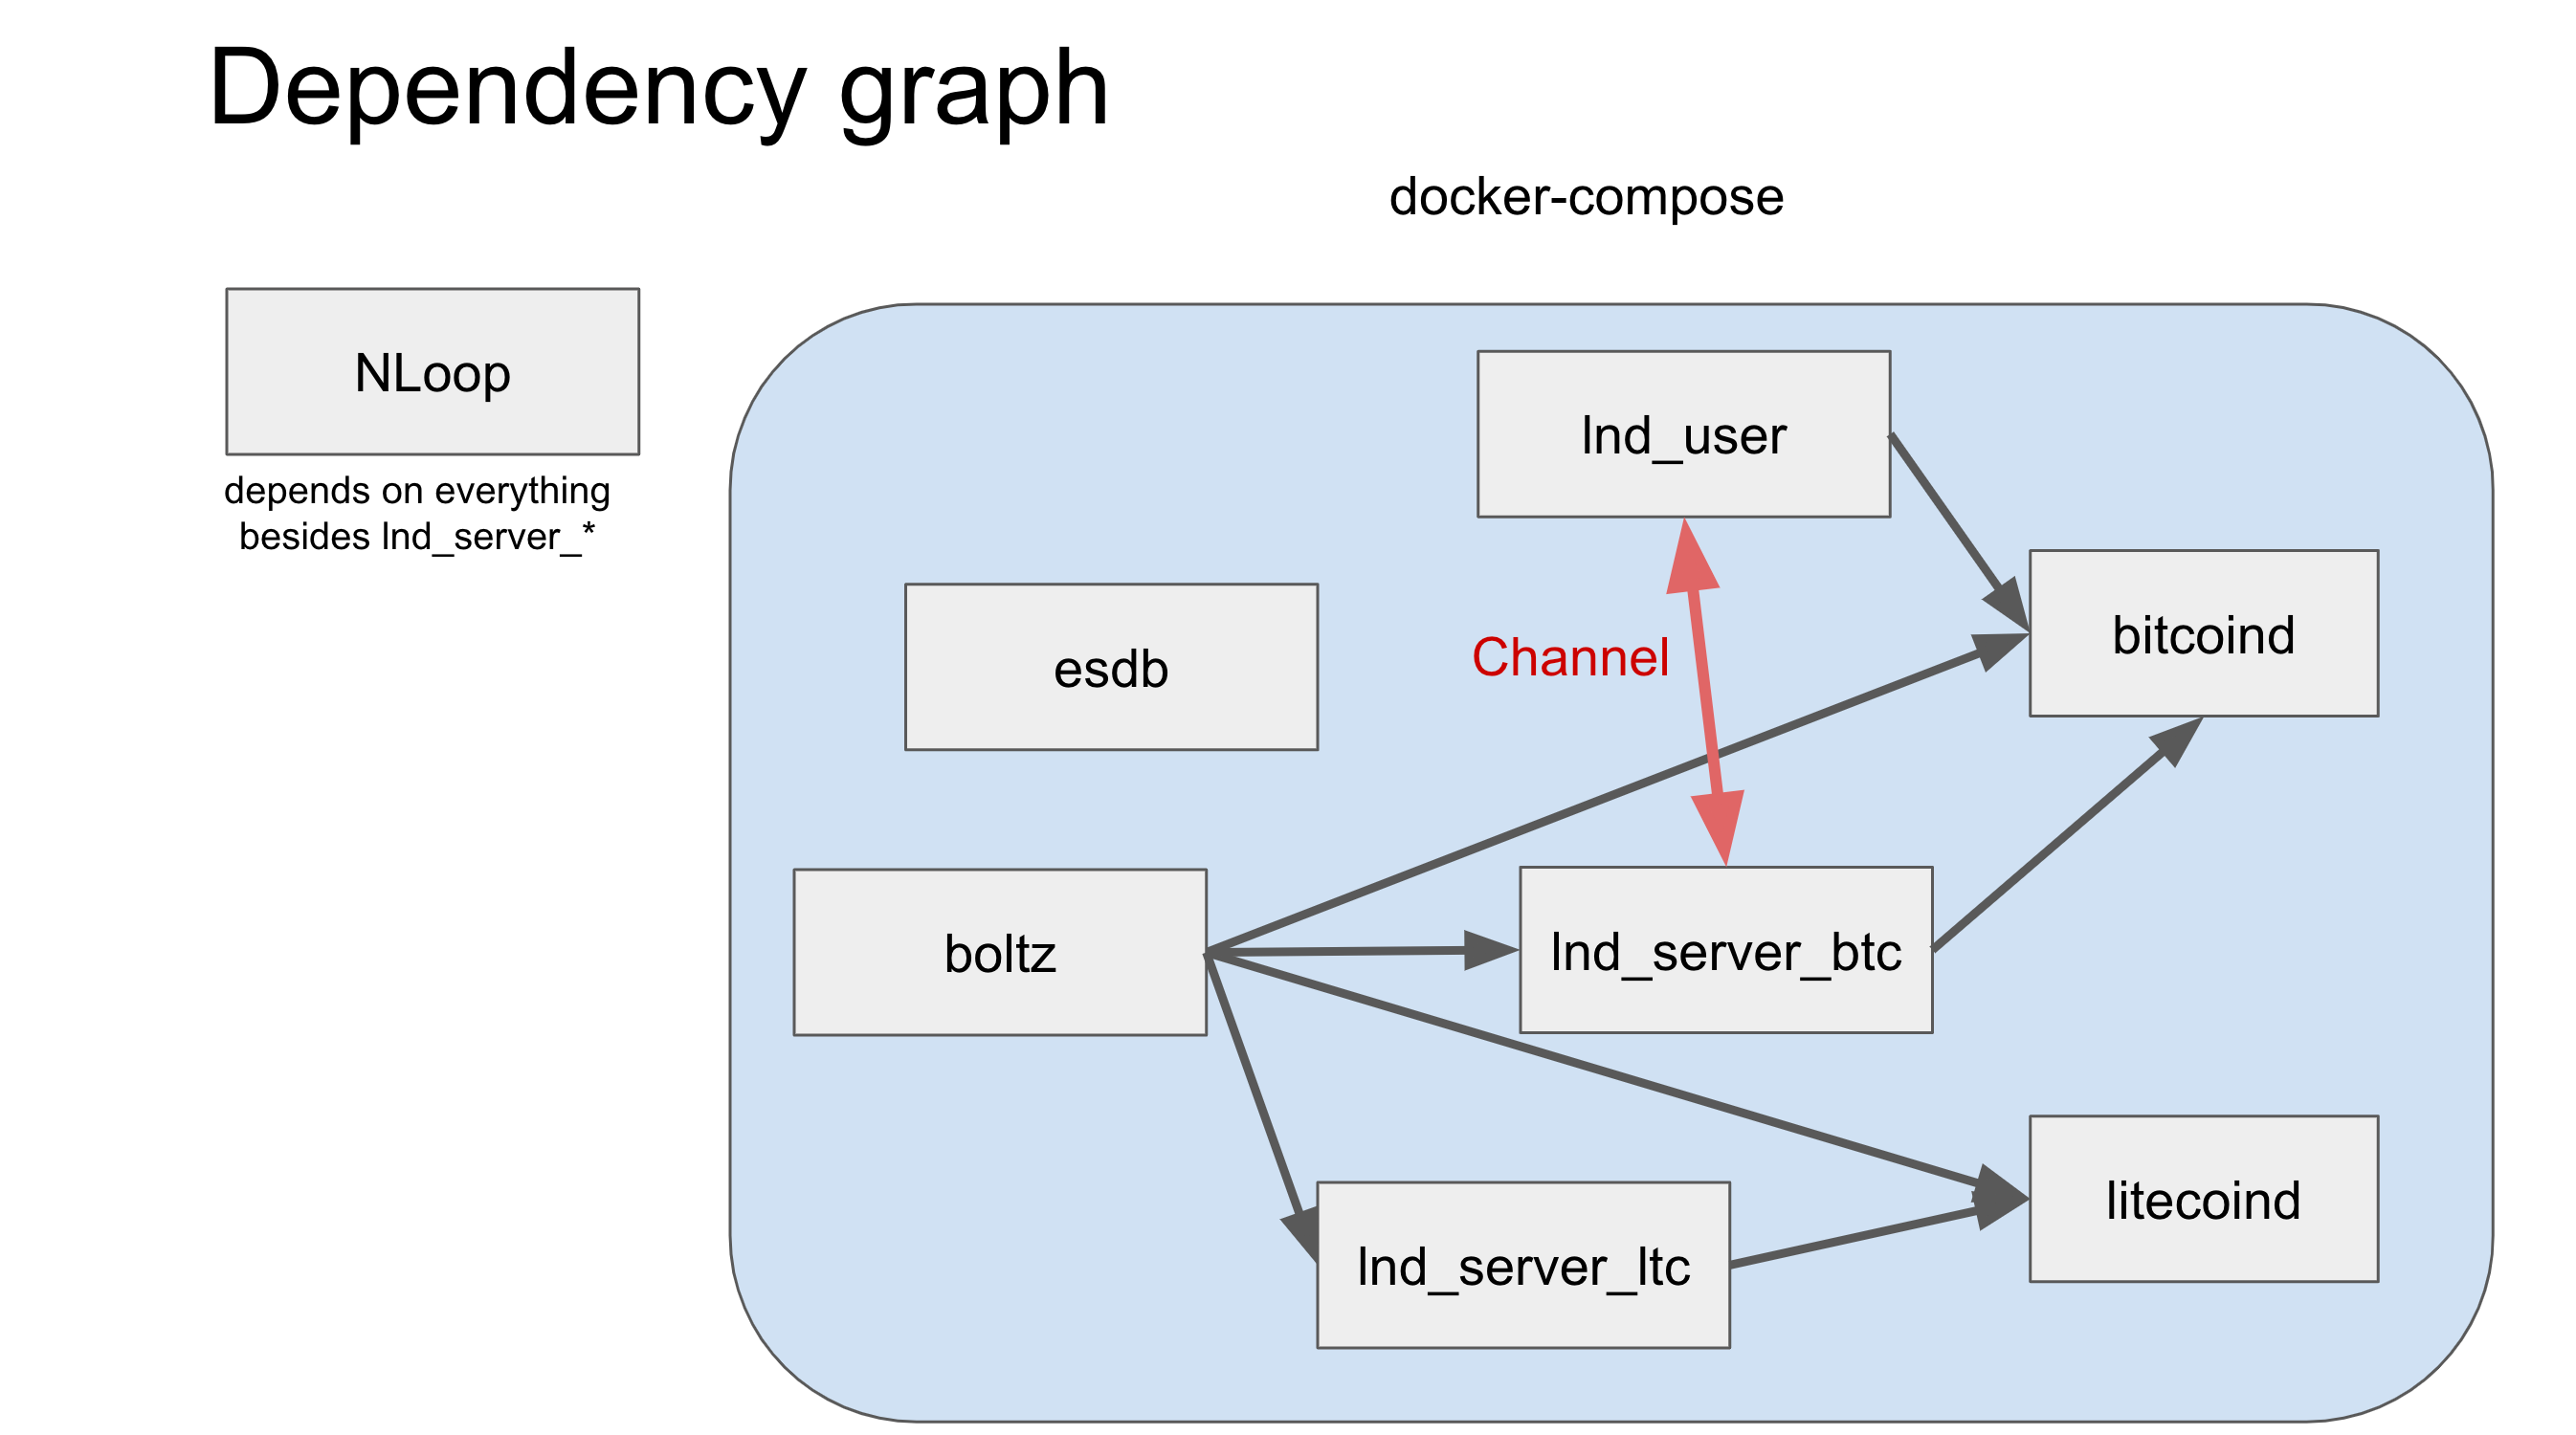 Dependency graph
docker-compose
NLoop
depends on everything
besides lnd_server_*
lnd_user
bitcoind
esdb
Channel
boltz
lnd_server_btc
litecoind
lnd_server_ltc